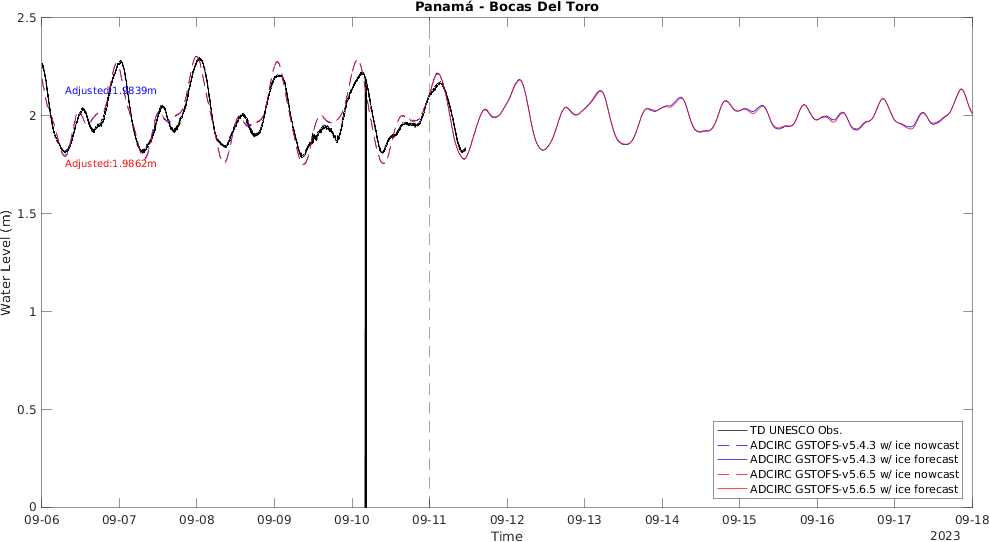 Panamá - Bocas Del Toro
2.5
2
1.5
1
0.5
0
Water Level (m)
Adjusted:1.9839m
Adjusted:1.9862m
TD UNESCO Obs.
ADCIRC GSTOFS-v5.4.3 w/ ice nowcast
ADCIRC GSTOFS-v5.4.3 w/ ice forecast
ADCIRC GSTOFS-v5.6.5 w/ ice nowcast
ADCIRC GSTOFS-v5.6.5 w/ ice forecast
09-06 09-07 09-08 09-09 09-10 09-11 09-12 09-13 09-14 09-15 09-16 09-17 09-18
Time
2023